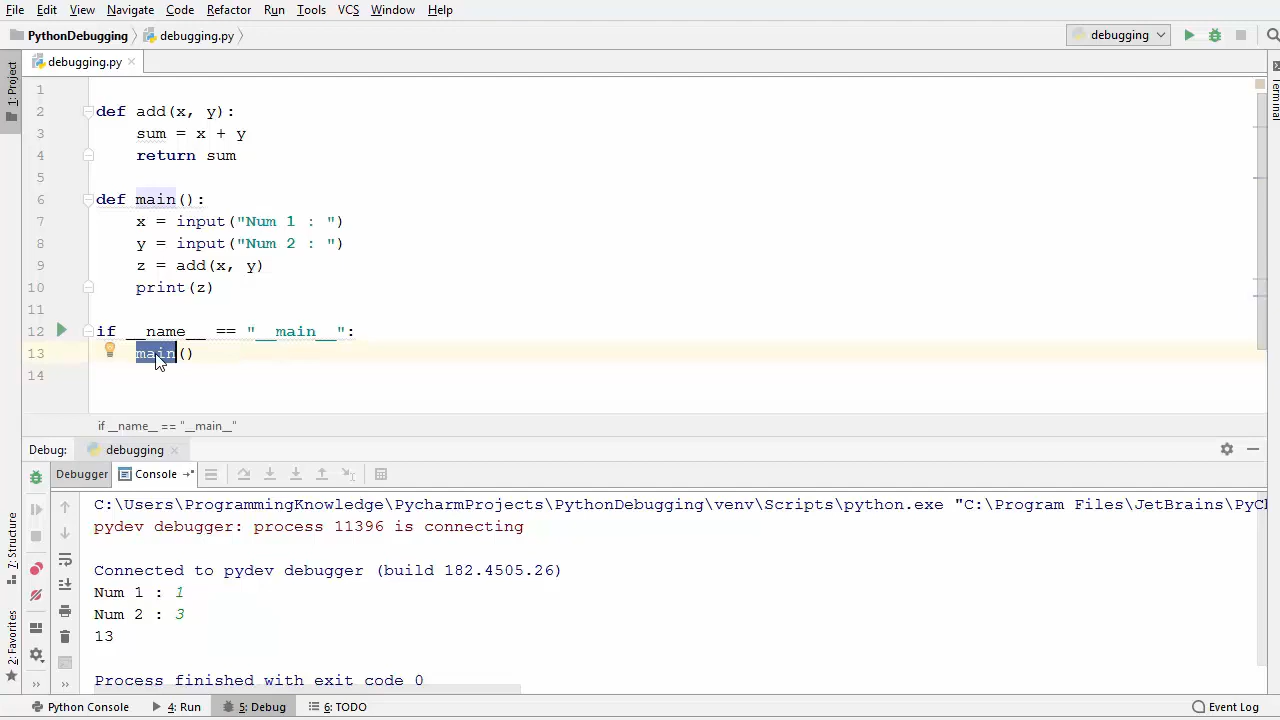 File Edit View Navigate Code Refactor Run Tools VCS Window Help
PythonDebugging debugging.py debugging
1: Project
debugging.py
Terminal
1
2 def add(x, y):
3 sum = x + y
4 return sum
5
6 def main():
7 x = input("Num 1 : ")
8 y = input("Num 2 : ")
9 z = add(x, y)
10 print(z)
11
12 if __name__ == "__main__":
13 main()
14
if __name__ == "__main__"
Debug: debugging
Debugger Console
C:\Users\ProgrammingKnowledge\PycharmProjects\PythonDebugging\venv\Scripts\python.exe "C:\Program Files\JetBrains\PyCh
pydev debugger: process 11396 is connecting
Connected to pydev debugger (build 182.4505.26)
Num 1 : 1
Num 2 : 3
13
Process finished with exit code 0
7: Structure
2: Favorites
Python Console 4: Run 5: Debug 6: TODO Event Log